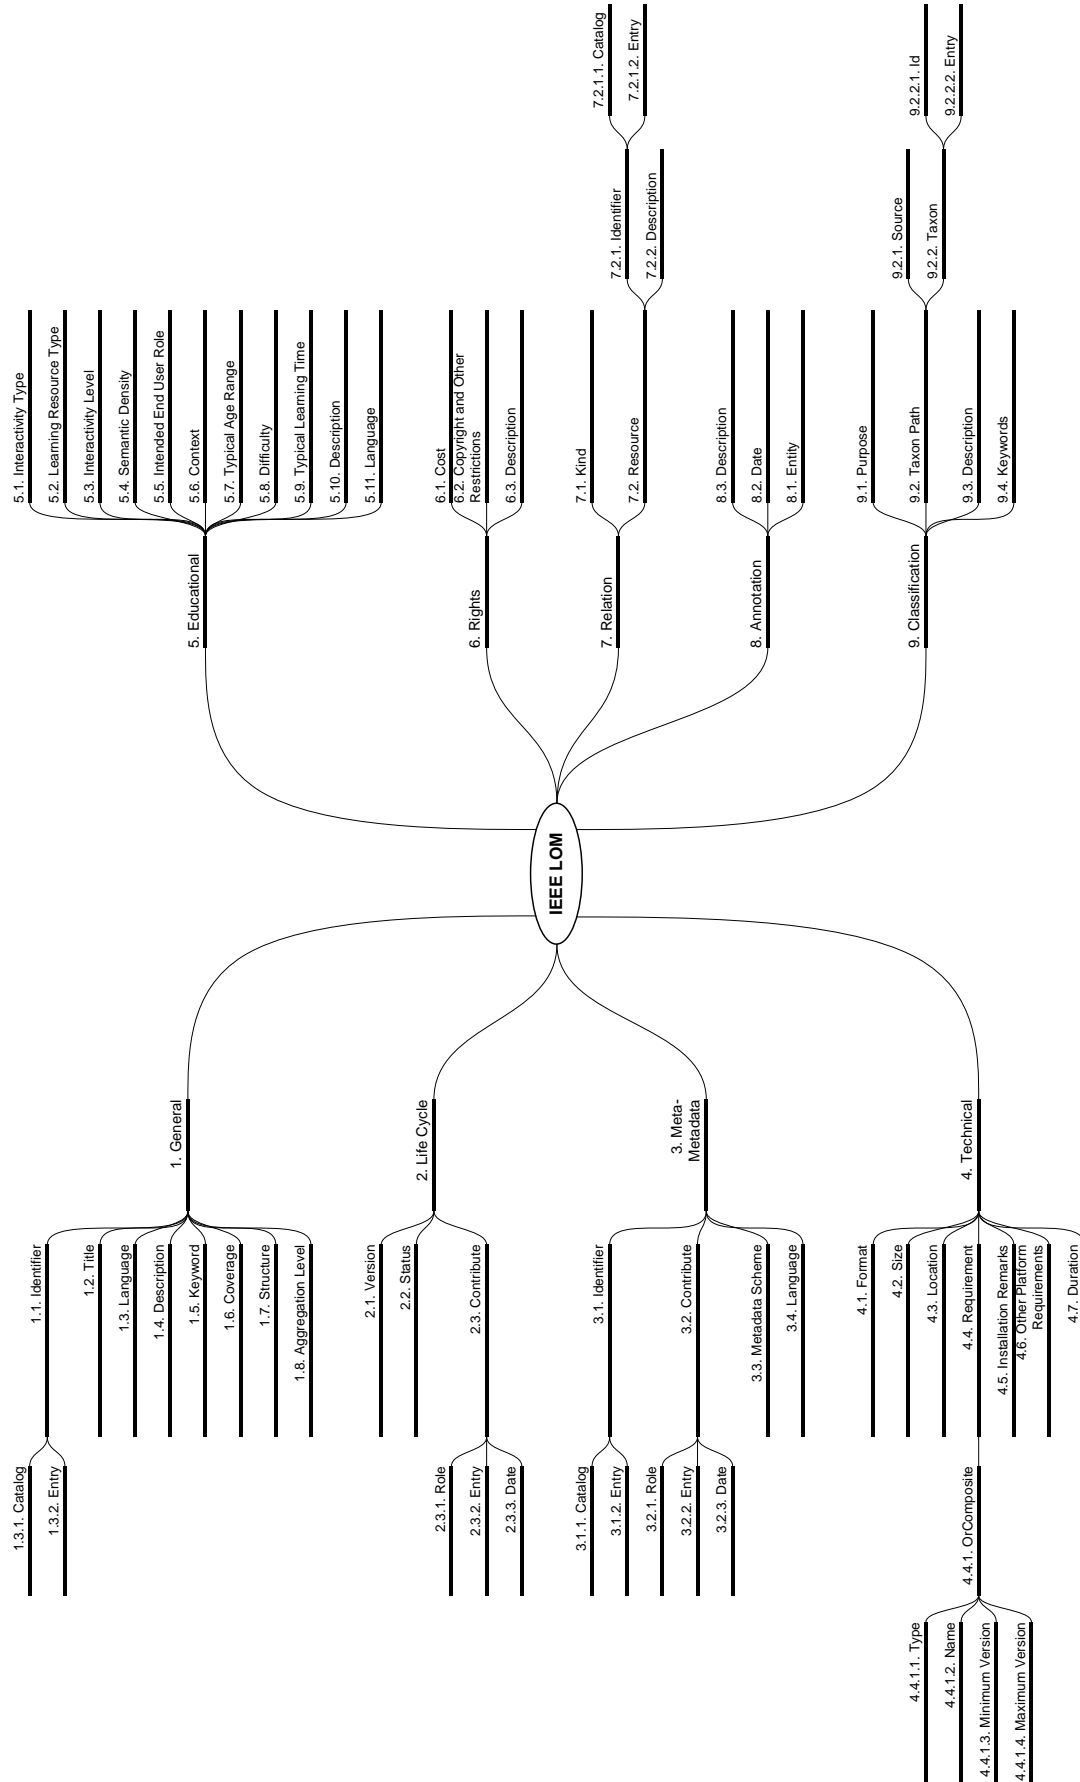 IEEE LOM
1. General
1.1. Identifier
1.3.1. Catalog
1.3.2. Entry
1.2. Title
1.3. Language
1.4. Description
1.5. Keyword
1.6. Coverage
1.7. Structure
1.8. Aggregation Level
2. Life Cycle
2.1. Version
2.2. Status
2.3. Contribute
2.3.1. Role
2.3.2. Entry
2.3.3. Date
3. Meta-
Metadata
3.1. Identifier
3.1.1. Catalog
3.1.2. Entry
3.2. Contribute
3.2.1. Role
3.2.2. Entry
3.2.3. Date
3.3. Metadata Scheme
3.4. Language
4. Technical
4.1. Format
4.2. Size
4.3. Location
4.4. Requirement
4.4.1. OrComposite
4.4.1.1. Type
4.4.1.2. Name
4.4.1.3. Minimum Version
4.4.1.4. Maximum Version
4.5. Installation Remarks
4.6. Other Platform
Requirements
4.7. Duration
5. Educational
5.1. Interactivity Type
5.2. Learning Resource Type
5.3. Interactivity Level
5.4. Semantic Density
5.5. Intended End User Role
5.6. Context
5.7. Typical Age Range
5.8. Difficulty
5.9. Typical Learning Time
5.10. Description
5.11. Language
6. Rights
6.1. Cost
6.2. Copyright and Other
Restrictions
6.3. Description
7. Relation
7.1. Kind
7.2. Resource
7.2.1. Identifier
7.2.1.1. Catalog
7.2.1.2. Entry
7.2.2. Description
8. Annotation
8.3. Description
8.2. Date
8.1. Entity
9. Classification
9.1. Purpose
9.2. Taxon Path
9.2.1. Source
9.2.2. Taxon
9.2.2.1. Id
9.2.2.2. Entry
9.3. Description
9.4. Keywords